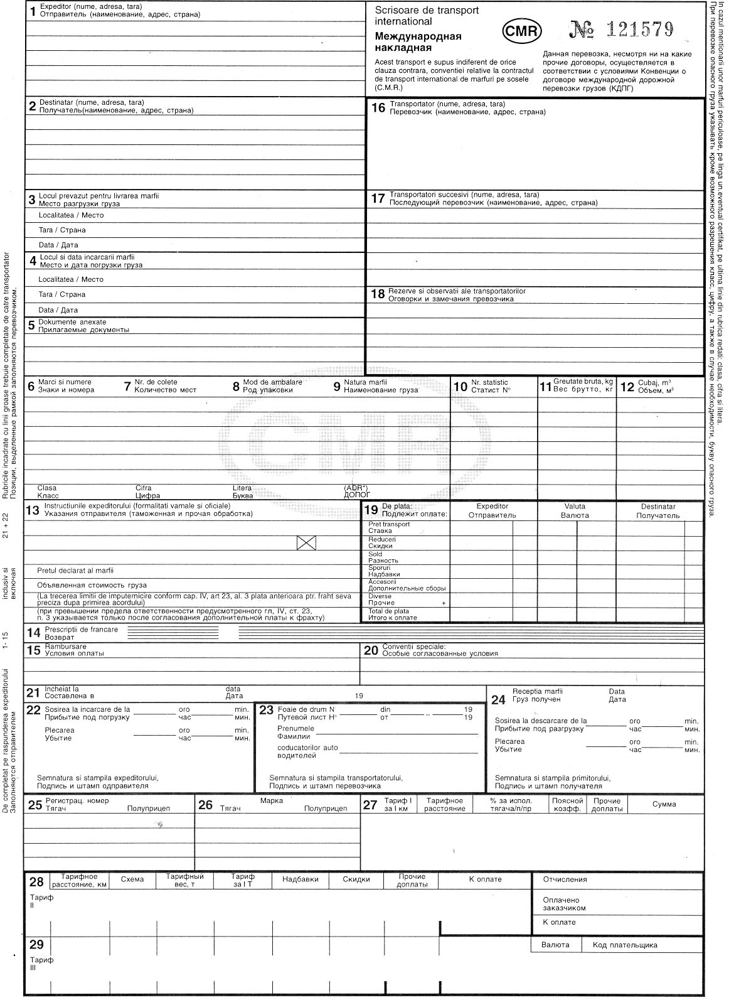 1 Expeditor (nume, adresa, tara)
Отправитель (наименование, адрес, страна)
Scrisoare de transport
international
Международная
накладная
CMR
№ 121579
Acest transport e supus indiferent de orice
clauza contrara, conventiei relative la contractul
de transport international de marfuri pe sosele
(C.M.R.)
Данная перевозка, несмотря ни на какие
прочие договоры, осуществляется в
соответствии с условиями Конвенции о
договоре международной дорожной
перевозки грузов (КДПГ)
2 Destinatar (nume, adresa, tara)
Получатель(наименование, адрес, страна)
16 Transportator (nume, adresa, tara)
Перевозчик (наименование, адрес, страна)
3 Locul prevazut pentru livrarea marfii
Место разгрузки груза
Localitatea / Место
Tara / Страна
Data / Дата
17 Transportatori succesivi (nume, adresa, tara)
Последующий перевозчик (наименование, адрес, страна)
4 Locul si data incarcarii marfii
Место и дата погрузки груза
Localitatea / Место
Tara / Страна
Data / Дата
18 Rezerve si observatii ale transportatorilor
Оговорки и замечания превозчика
5 Dokumente anexate
Прилагаемые документы
6 Marci si numere
Знаки и номера
7 Nr. de colete
Количество мест
8 Mod de ambalare
Род упаковки
9 Natura marfii
Наименование груза
10 Nr. statistic
Статист Nº
11 Greutate bruta, kg
Вес брутто, кг
12 Cubaj, m³
Объем, м³
CMR
Clasa Cifra Litera (ADR*)
Класс Цифра Буква ДОПОГ
13 Instructiunile expeditorului (formalitati vamale si oficiale)
Указания отправителя (таможенная и прочая обработка)
Pretul declarat al marfii
Объявленная стоимость груза
(La trecerea limitii de imputernicire conform cap. IV, art 23, al. 3 plata anterioara ptr. fraht seva
preciza dupa primirea acordului)
(при превышении предела ответственности предусмотренного гл, IV, ст. 23,
п. 3 указывается только после согласования дополнительной платы к фрахту)
19 De plata: Expeditor Valuta Destinatar
Подлежит оплате: Отправитель Валюта Получатель
Pret transport
Ставка
Reduceri
Скидки
Sold
Разность
Sporuri
Надбавки
Accesorii
Дополнительные сборы
Diverse
Прочие +
Total de plata
Итого к оплате
14 Prescriptii de francare
Возврат
15 Rambursare
Условия оплаты
20 Conventii speciale:
Особые согласованные условия
21 Incheiat la data
Составлена в Дата 19
22 Sosirea la incarcare de la oro min.
Прибытие под погрузку час мин.
Plecarea oro min.
Убытие час мин.
Semnatura si stampila expeditorului,
Подпись и штамп одправителя
23 Foaie de drum N din 19
Путевой лист Нº от " 19
Prenumele
Фамилии
coducatorilor auto
водителей
Semnatura si stampila transportatorului,
Подпись и штамп перевозчика
24 Receptia marfii Data
Груз получен Дата
Sosirea la descarcare de la oro min.
Прибытие под разгрузку час мин.
Plecarea oro min.
Убытие час мин.
Semnatura si stampila primitorului,
Подпись и штамп получателя
25 Регистрац. номер
Тягач Полуприцеп
26 Марка
Тягач Полуприцеп
27 Тариф I
за I км
Тарифное
расстояние
% за испол.
тягача/п/пр
Поясной
коэфф.
Прочие
доплаты
Сумма
28 Тарифное
расстояние, км
Схема
Тарифный
вес, т
Тариф
за I Т
Надбавки
Скидки
Прочие
доплаты
К оплате
Отчисления
Тариф
II
Оплачено
заказчиком
К оплате
29
Валюта
Код плательщика
Тариф
III
De completat pe raspunderea expeditorului 1- 15 inclusiv si 21 + 22 Rubricile incadrate cu linii groase trebuie completate de catre transportator
Заполняются отправителем включая Позиции, выделенные рамкой заполняются перевозчиком.
In cazul mentionarii unor marfuri periculoase, pe linga un.eventual certifikat, pe ultima linie din rubrica redati: clasa, cifra si litera.
При перевозке опасного груза указывать кроме возможного разрешения класс, цифру, а также в случае необходимости, букву опасного груза.